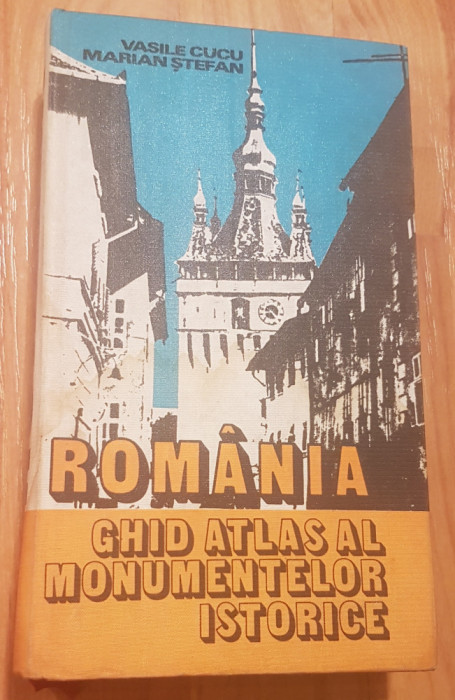 VASILE CUCU
MARIAN ȘTEFAN
ROMÂNIA
GHID ATLAS AL
MONUMENTELOR
ISTORICE